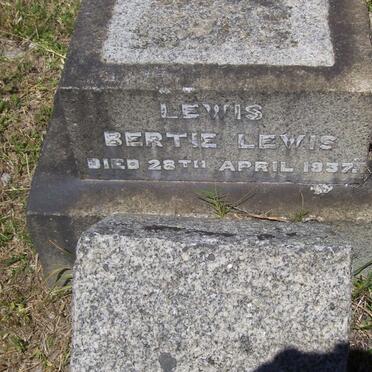 LEWIS
BERTIE LEWIS
DIED 28TH APRIL 1937.